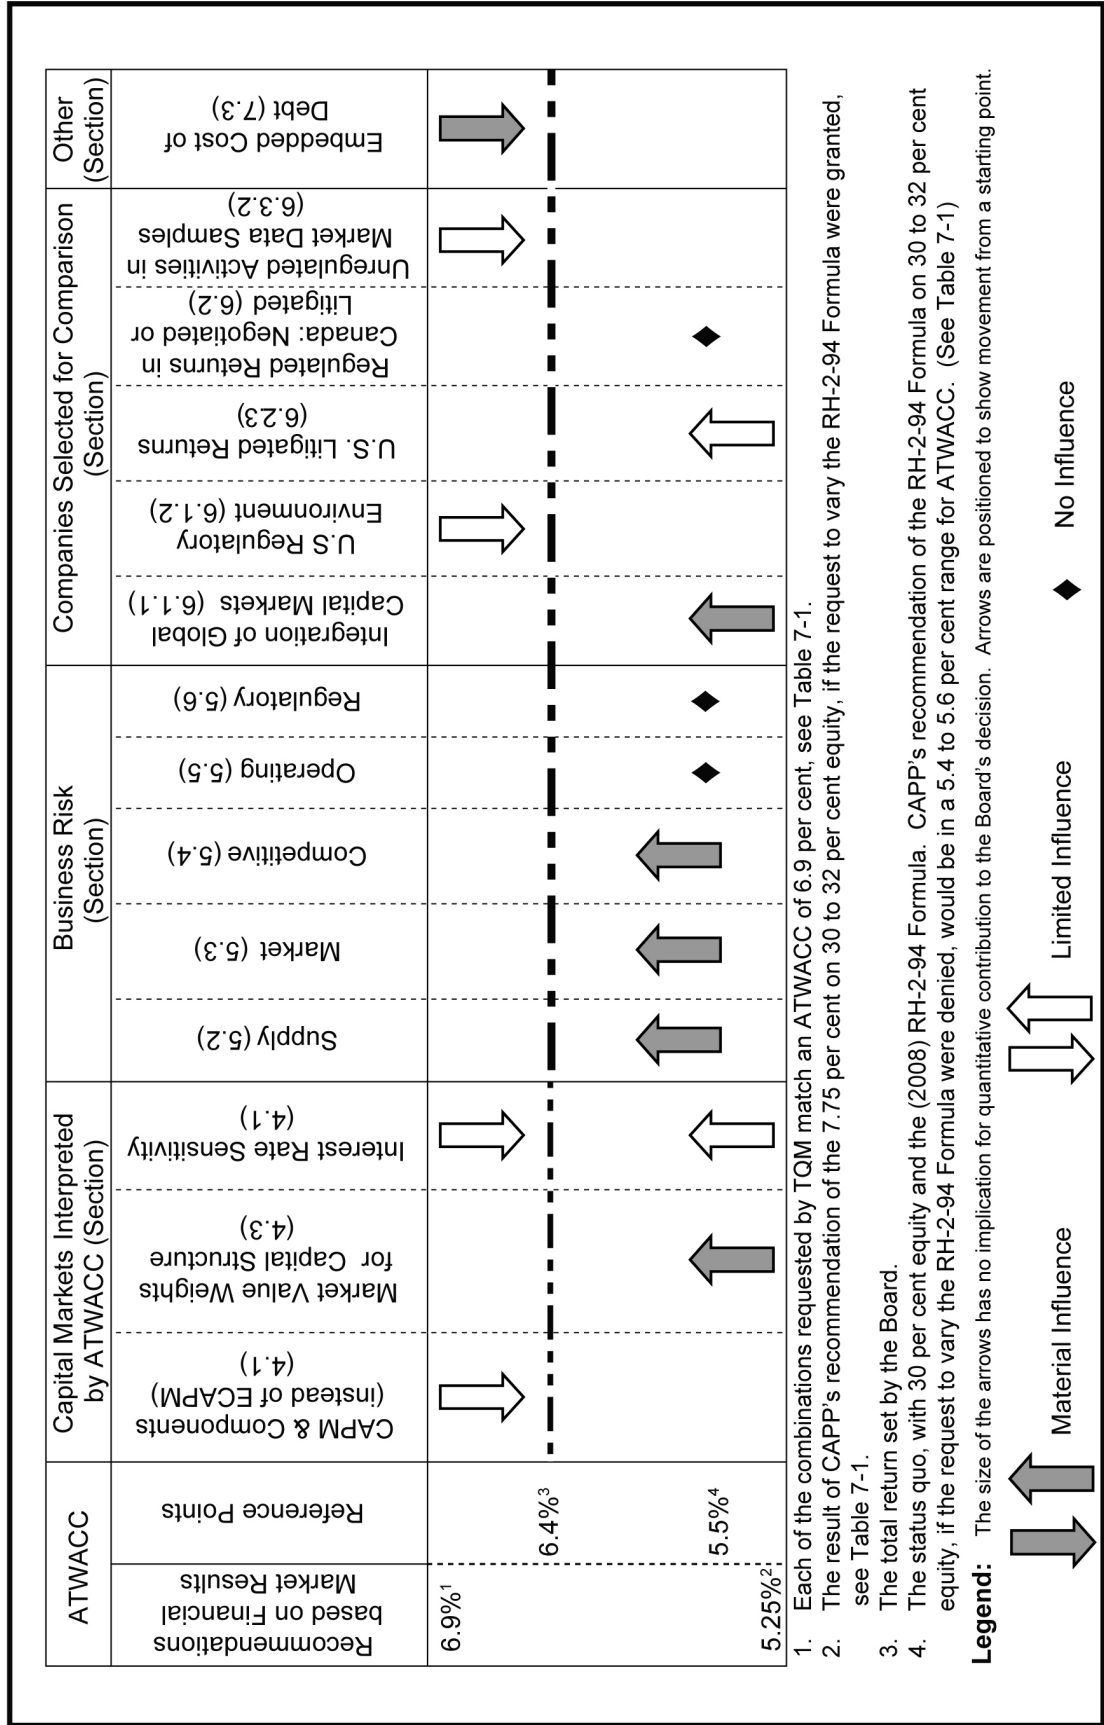 ATWACC
Capital Markets Interpreted
by ATWACC (Section)
Business Risk
(Section)
Companies Selected for Comparison
(Section)
Other
(Section)
Recommendations
based on Financial
Market Results
Reference
Points
CAPM & Components
(instead of ECAPM)
(4.1)
Market Value Weights
for Capital Structure
(4.3)
Interest Rate Sensitivity
(4.1)
Supply (5.2)
Market (5.3)
Competitive (5.4)
Operating (5.5)
Regulatory (5.6)
Integration of Global
Capital Markets (6.1.1)
U.S Regulatory
Environment (6.1.2)
U.S. Litigated Returns
(6.2.3)
Regulated Returns in
Canada: Negotiated or
Litigated (6.2)
Unregulated Activities in
Market Data Samples
(6.3.2)
Embedded Cost of
Debt (7.3)
6.9%¹
6.4%³
5.5%⁴
5.25%²
1. Each of the combinations requested by TQM match an ATWACC of 6.9 per cent, see Table 7-1.
2. The result of CAPP's recommendation of the 7.75 per cent on 30 to 32 per cent equity, if the request to vary the RH-2-94 Formula were granted,
see Table 7-1.
3. The total return set by the Board.
4. The status quo, with 30 per cent equity and the (2008) RH-2-94 Formula. CAPP's recommendation of the RH-2-94 Formula on 30 to 32 per cent
equity, if the request to vary the RH-2-94 Formula were denied, would be in a 5.4 to 5.6 per cent range for ATWACC. (See Table 7-1)
Legend: The size of the arrows has no implication for quantitative contribution to the Board's decision. Arrows are positioned to show movement from a starting point.
Material Influence
Limited Influence
No Influence